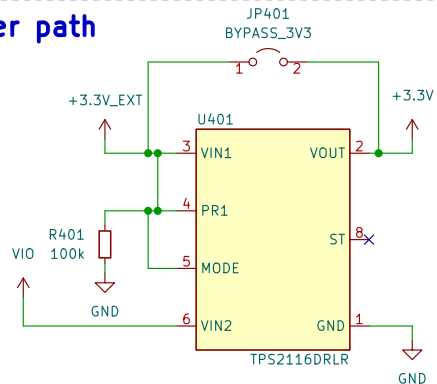 er path
JP401
BYPASS_3V3
1 2
+3.3V_EXT
+3.3V
U401
3 VIN1
VOUT 2
4 PR1
R401
100k
ST 8
VIO
5 MODE
GND
6 VIN2
GND 1
TPS2116DRLR
GND